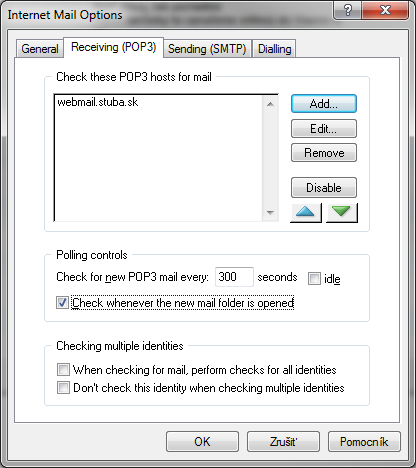 Internet Mail Options
General Receiving (POP3) Sending (SMTP) Dialling
Check these POP3 hosts for mail
webmail.stuba.sk
Add...
Edit...
Remove
Disable
Polling controls
Check for new POP3 mail every: 300 seconds idle
Check whenever the new mail folder is opened
Checking multiple identities
When checking for mail, perform checks for all identities
Don't check this identity when checking multiple identities
OK Zrušiť Pomocník